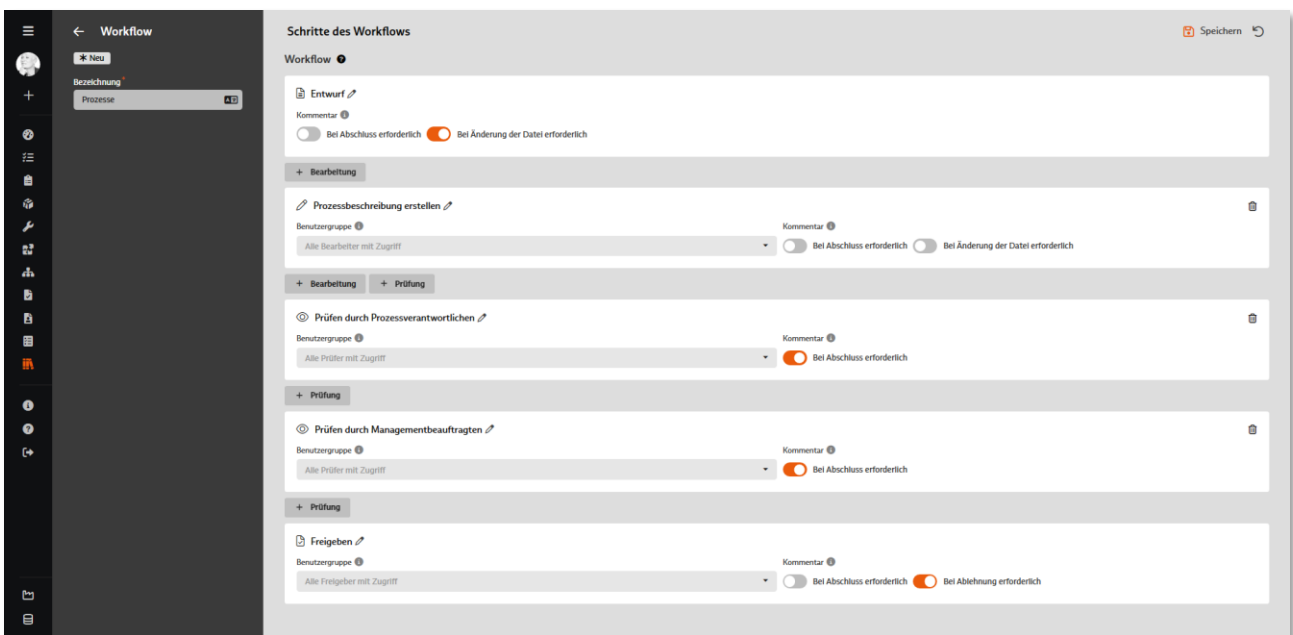 Workflow
Neu
Bezeichnung *
Prozesse
Schritte des Workflows
Speichern
Workflow
Entwurf
Kommentar
Bei Abschluss erforderlich Bei Änderung der Datei erforderlich
+ Bearbeitung
Prozessbeschreibung erstellen
Benutzergruppe Kommentar
Alle Bearbeiter mit Zugriff Bei Abschluss erforderlich Bei Änderung der Datei erforderlich
+ Bearbeitung + Prüfung
Prüfen durch Prozessverantwortlichen
Benutzergruppe Kommentar
Alle Prüfer mit Zugriff Bei Abschluss erforderlich
+ Prüfung
Prüfen durch Managementbeauftragten
Benutzergruppe Kommentar
Alle Prüfer mit Zugriff Bei Abschluss erforderlich
+ Prüfung
Freigeben
Benutzergruppe Kommentar
Alle Freigeber mit Zugriff Bei Abschluss erforderlich Bei Ablehnung erforderlich